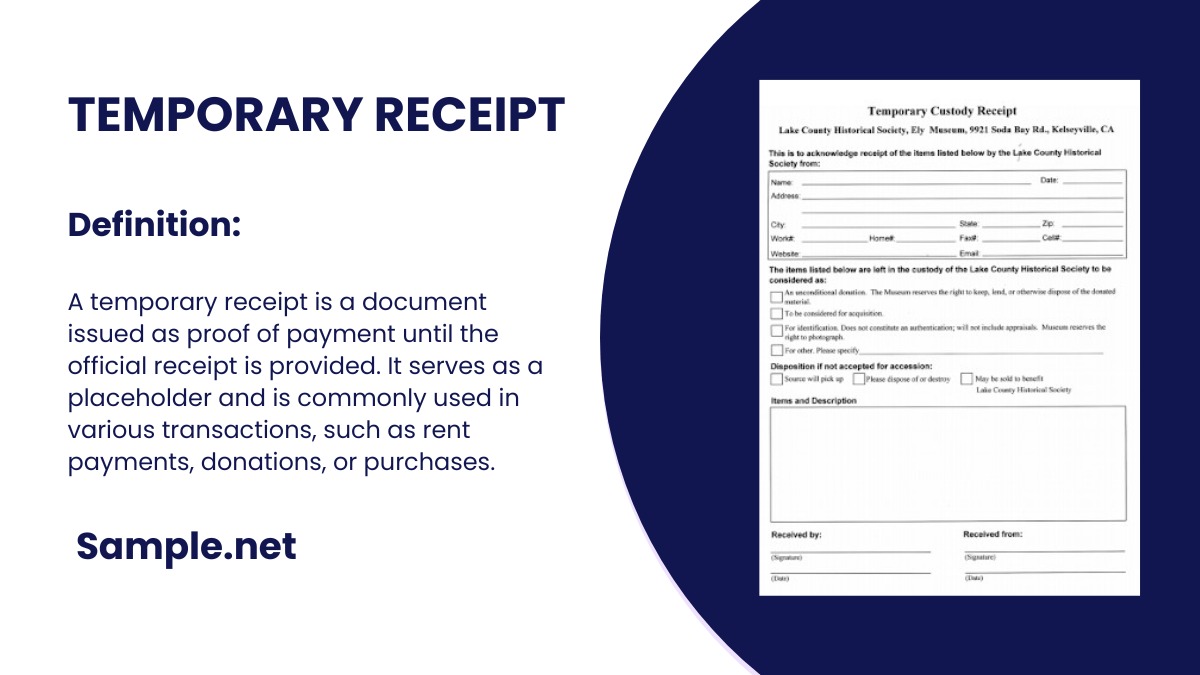 TEMPORARY RECEIPT
Definition:
A temporary receipt is a document
issued as proof of payment until the
official receipt is provided. It serves as a
placeholder and is commonly used in
various transactions, such as rent
payments, donations, or purchases.
Sample.net
Temporary Custody Receipt
Lake County Historical Society, Ely Museum, 9921 Soda Bay Rd., Kelseyville, CA
This is to acknowledge receipt of the items listed below by the Lake County Historical
Society from:
Name: Date:
Address:
City: State: Zip:
Work#: Home#: Fax#: Cell#:
Website: Email:
The items listed below are left in the custody of the Lake County Historical Society to be
considered as:
An unconditional donation. The Museum reserves the right to keep, lend, or otherwise dispose of the donated
material.
To be considered for acquisition.
For identification. Does not constitute an authentication; will not include appraisals. Museum reserves the
right to photograph.
For other. Please specify
Disposition if not accepted for accession:
Source will pick up Please dispose of or destroy May be sold to benefit
Lake County Historical Society
Items and Description
Received by: Received from:
(Signature) (Signature)
(Date) (Date)